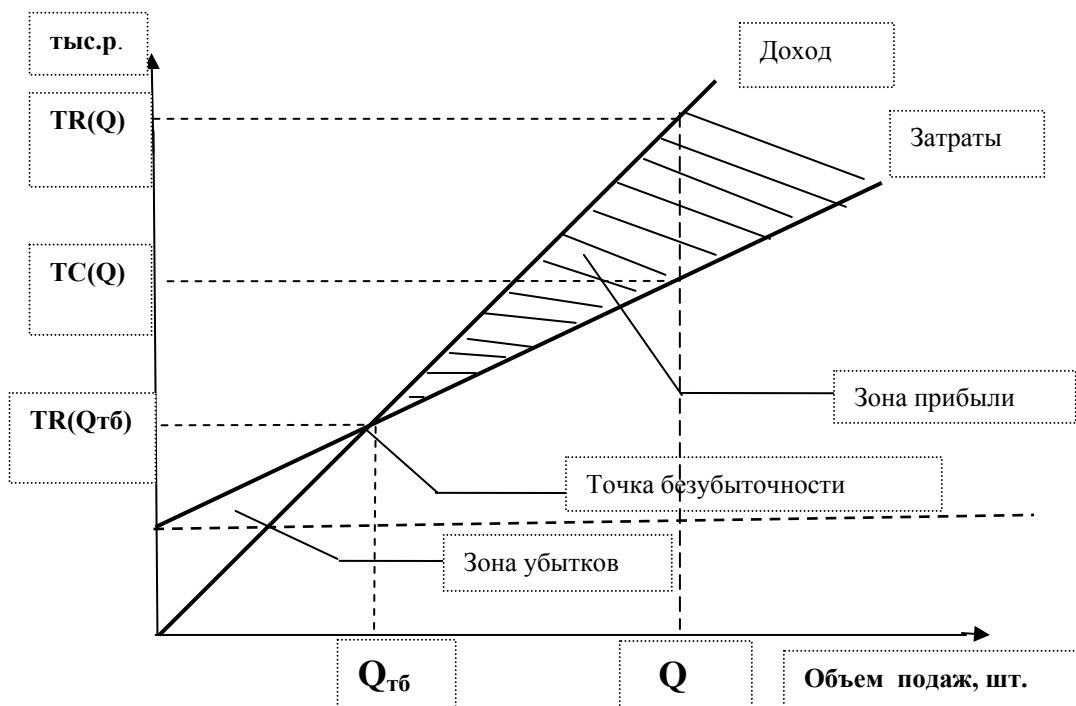 тыс.р.
Доход
TR(Q)
Затраты
TC(Q)
Зона прибыли
TR(Qтб)
Точка безубыточности
Зона убытков
Qтб
Q
Объем подаж, шт.